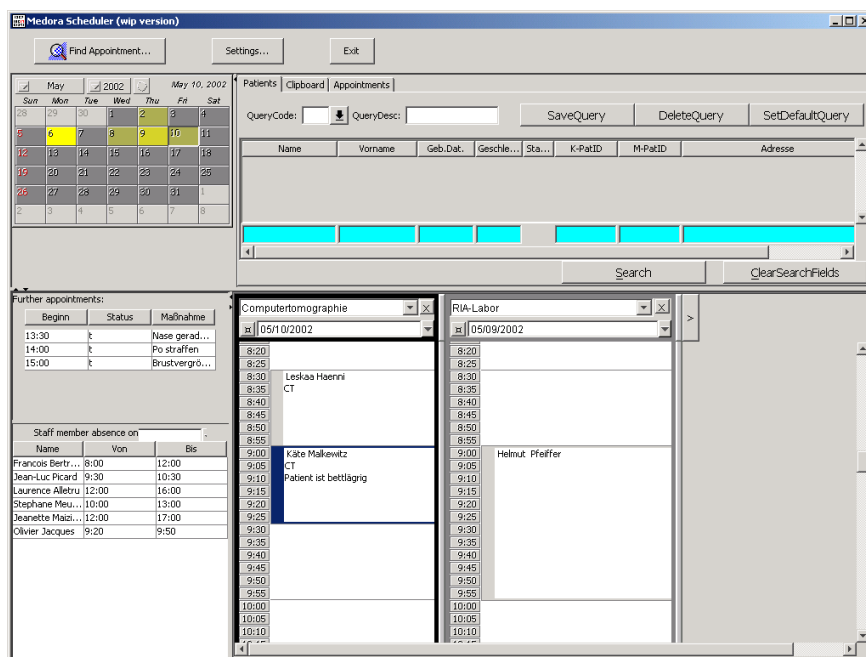 Medora Scheduler (wip version)
Find Appointment... Settings... Exit
May 2002 May 10, 2002
Sun Mon Tue Wed Thu Fri Sat
28 29 30 1 2 3 4
5 6 7 8 9 10 11
12 13 14 15 16 17 18
19 20 21 22 23 24 25
26 27 28 29 30 31 1
2 3 4 5 6 7 8
Patients Clipboard Appointments
QueryCode: QueryDesc: SaveQuery DeleteQuery SetDefaultQuery
Name Vorname Geb.Dat. Geschle... Sta... K-PatID M-PatID Adresse
Search ClearSearchFields
Further appointments:
Beginn Status Maßnahme
13:30 t Nase gerad...
14:00 t Po straffen
15:00 t Brustvergrö...
Staff member absence on .
Name Von Bis
Francois Bertr... 8:00 12:00
Jean-Luc Picard 9:30 10:30
Laurence Alletru 12:00 16:00
Stephane Meu... 10:00 13:00
Jeanette Maizi... 12:00 17:00
Olivier Jacques 9:20 9:50
Computertomographie X
05/10/2002
8:20
8:25
8:30 Leskaa Haenni
8:35 CT
8:40
8:45
8:50
8:55
9:00 Käte Malkewitz
9:05 CT
9:10 Patient ist bettlägrig
9:15
9:20
9:25
9:30
9:35
9:40
9:45
9:50
9:55
10:00
10:05
10:10
RIA-Labor X
05/09/2002
8:20
8:25
8:30
8:35
8:40
8:45
8:50
8:55
9:00 Helmut Pfeiffer
9:05
9:10
9:15
9:20
9:25
9:30
9:35
9:40
9:45
9:50
9:55
10:00
10:05
10:10
>